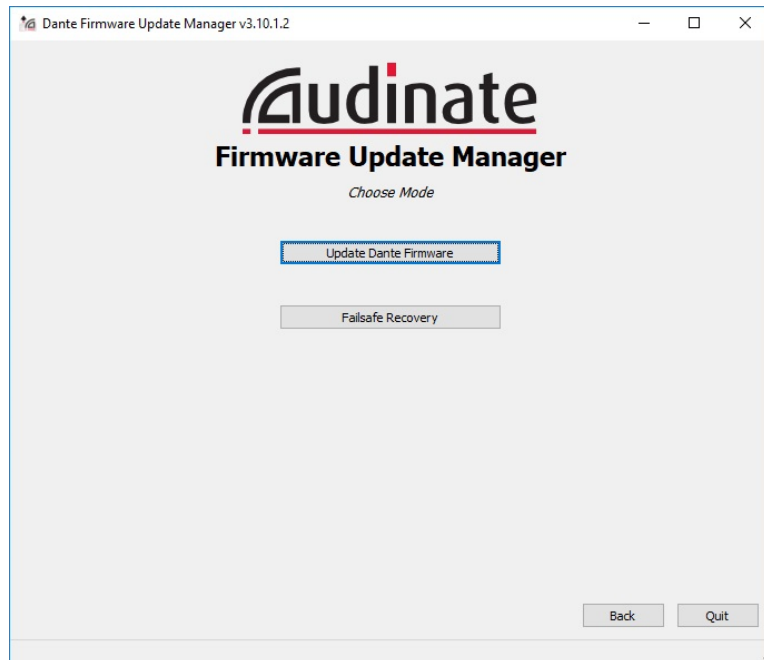 Dante Firmware Update Manager v3.10.1.2
Audinate
Firmware Update Manager
Choose Mode
Update Dante Firmware
Failsafe Recovery
Back
Quit